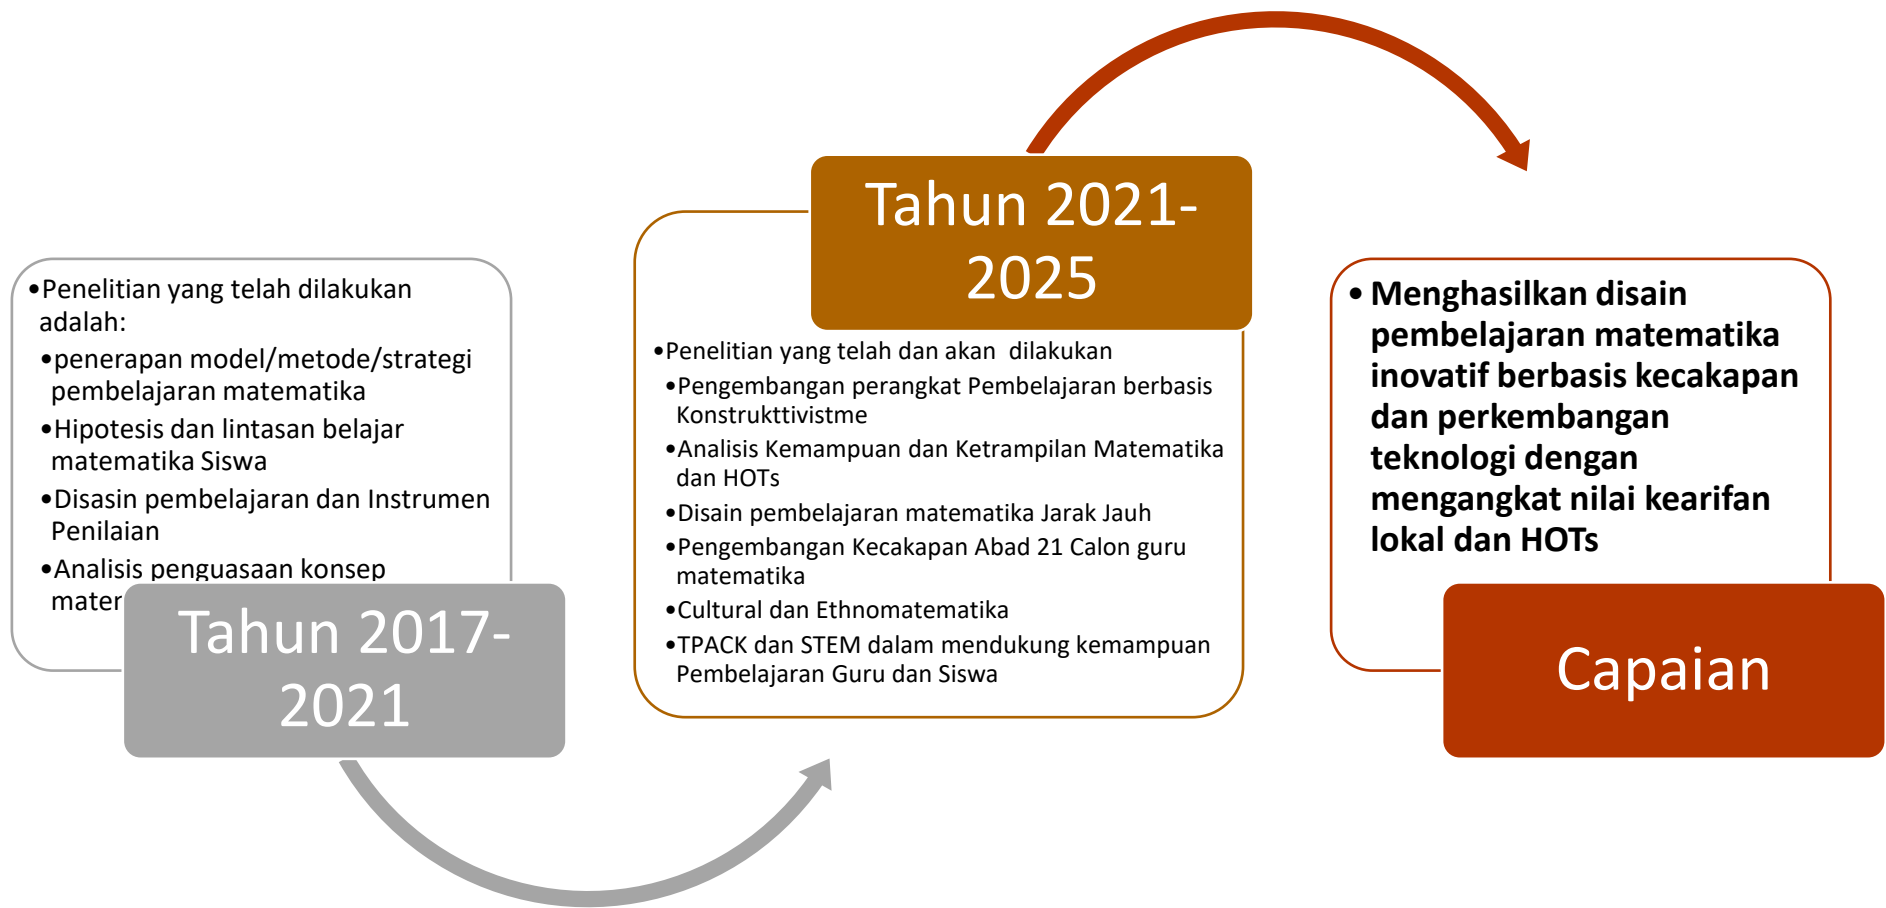 •Penelitian yang telah dilakukan
adalah:
•penerapan model/metode/strategi
pembelajaran matematika
•Hipotesis dan lintasan belajar
matematika Siswa
•Disasin pembelajaran dan Instrumen
Penilaian
•Analisis penguasaan konsep
Tahun 2017-
2021
Tahun 2021-
2025
•Penelitian yang telah dan akan dilakukan
•Pengembangan perangkat Pembelajaran berbasis
Konstrukttivistme
•Analisis Kemampuan dan Ketrampilan Matematika
dan HOTs
•Disain pembelajaran matematika Jarak Jauh
•Pengembangan Kecakapan Abad 21 Calon guru
matematika
•Cultural dan Ethnomatematika
•TPACK dan STEM dalam mendukung kemampuan
Pembelajaran Guru dan Siswa
• Menghasilkan disain
pembelajaran matematika
inovatif berbasis kecakapan
dan perkembangan
teknologi dengan
mengangkat nilai kearifan
lokal dan HOTs
Capaian